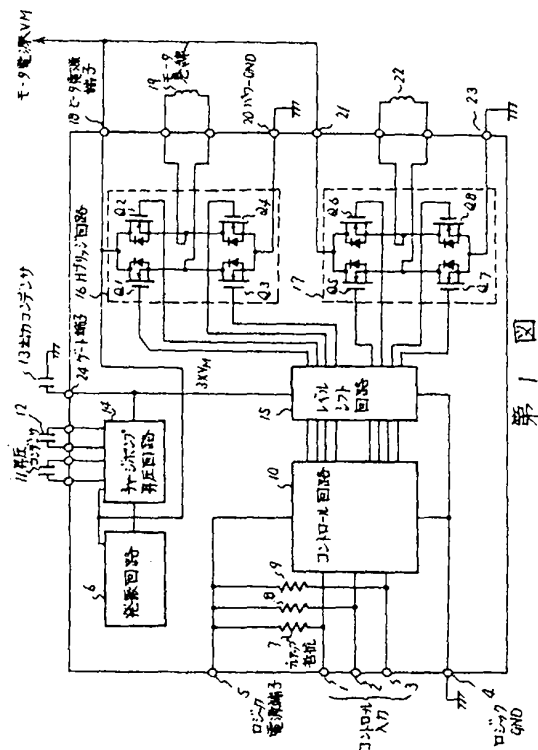 モータ電源VM
18 モータ電源端子
19 モータ巻線
20 パワーGND
21
22
23
16 Hブリッジ回路
Q1
Q2
Q3
Q4
17
Q5
Q6
Q7
Q8
13 出力コンデンサ
24 ゲート端子
12
11 昇圧コンデンサ
14
チャージポンプ
昇圧回路
6
発振回路
3×VM
15
レベル
シフト
回路
10
コントロール回路
9
8
7
プルアップ
抵抗
5
ロジック
電源端子
1
2
3
コントロール
入力
4
ロジック
GND
第1図